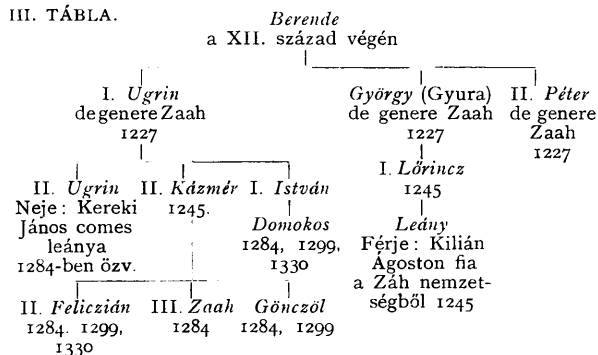 III. TÁBLA.
Berende
a XII. század végén
I. Ugrin
de genere Zaah
1227
György (Gyura)
de genere Zaah
1227
II. Péter
de genere
Zaah
1227
II. Ugrin
Neje: Kereki
János comes
leánya
1284-ben özv.
II. Kázmér
1245.
I. István
Domokos
1284, 1299,
1330
I. Lőrincz
1245
Leány
Férje: Kilián
Ágoston fia
a Záh nemzet-
ségből 1245
II. Feliczián
1284. 1299,
1330
III. Zaah
1284
Gönczöl
1284, 1299